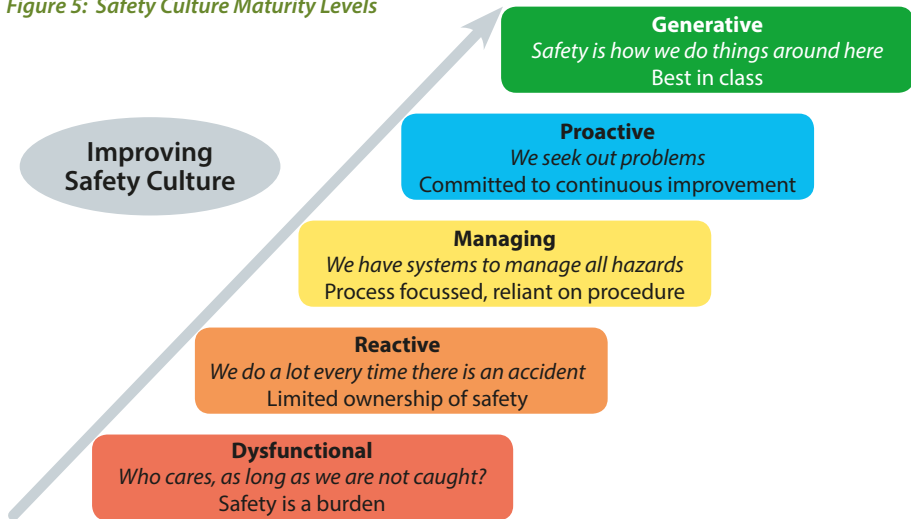 Figure 5: Safety Culture Maturity Levels
Generative
Safety is how we do things around here
Best in class
Proactive
We seek out problems
Committed to continuous improvement
Improving
Safety Culture
Managing
We have systems to manage all hazards
Process focussed, reliant on procedure
Reactive
We do a lot every time there is an accident
Limited ownership of safety
Dysfunctional
Who cares, as long as we are not caught?
Safety is a burden